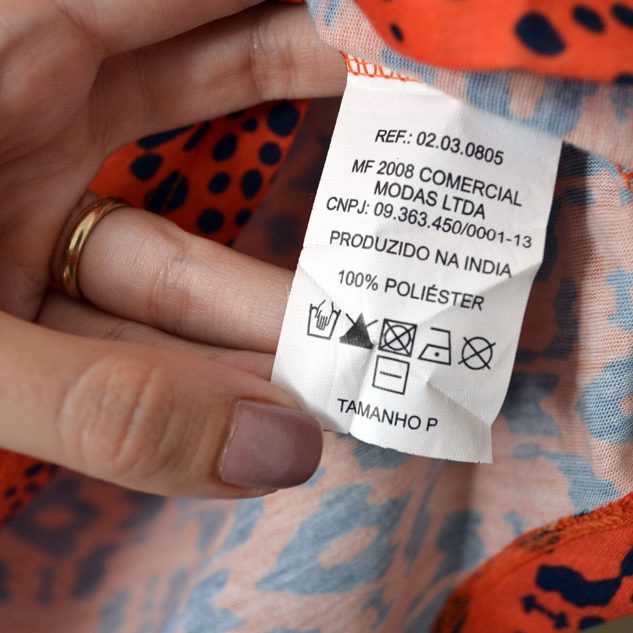 REF.: 02.03.0805
MF 2008 COMERCIAL
MODAS LTDA
CNPJ: 09.363.450/0001-13
PRODUZIDO NA INDIA
100% POLIÉSTER
TAMANHO P